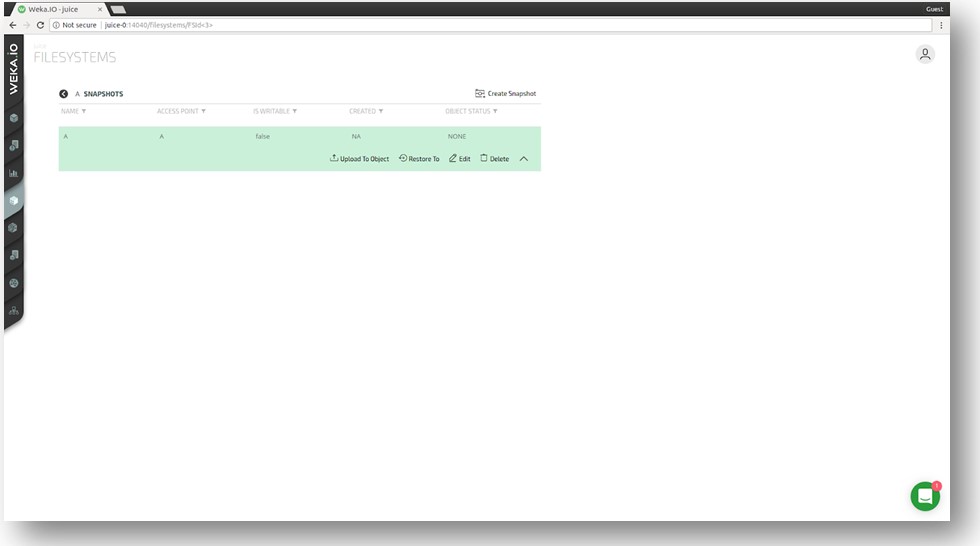 Weka.IO - juice
Guest
Not secure | juice-0:14040/filesystems/FSId<3>
WEKA.iO
FILESYSTEMS
A: SNAPSHOTS
Create Snapshot
NAME ACCESS POINT IS WRITABLE CREATED OBJECT STATUS
A A false NA NONE
Upload To Object Restore To Edit Delete
1